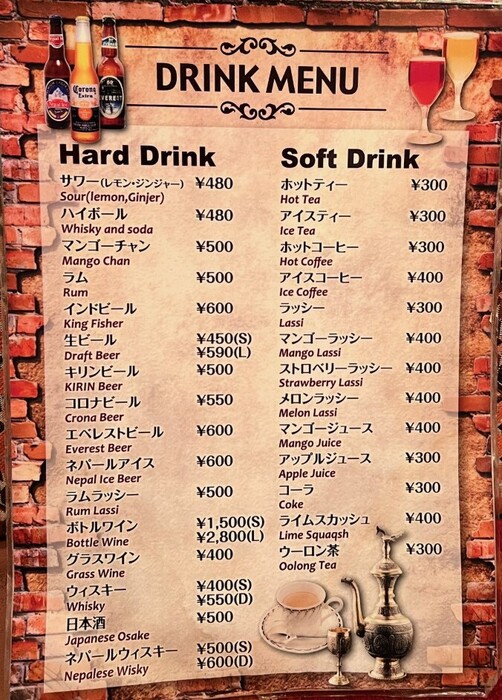 DRINK MENU
Hard Drink
サワー(レモン・ジンジャー) ¥480
Sour(lemon,Ginjer)
ハイボール ¥480
Whisky and soda
マンゴーチャン ¥500
Mango Chan
ラム ¥500
Rum
インドビール ¥600
King Fisher
生ビール ¥450(S)
Draft Beer ¥590(L)
キリンビール ¥500
KIRIN Beer
コロナビール ¥550
Crona Beer
エベレストビール ¥600
Everest Beer
ネパールアイス ¥600
Nepal Ice Beer
ラムラッシー ¥500
Rum Lassi
ボトルワイン ¥1,500(S)
Bottle Wine ¥2,800(L)
グラスワイン ¥400
Grass Wine
ウィスキー ¥400(S)
Whisky ¥550(D)
日本酒 ¥500
Japanese Osake
ネパールウィスキー ¥500(S)
Nepalese Wisky ¥600(D)
Soft Drink
ホットティー ¥300
Hot Tea
アイスティー ¥300
Ice Tea
ホットコーヒー ¥300
Hot Coffee
アイスコーヒー ¥400
Ice Coffee
ラッシー ¥300
Lassi
マンゴーラッシー ¥400
Mango Lassi
ストロベリーラッシー ¥400
Strawberry Lassi
メロンラッシー ¥400
Melon Lassi
マンゴージュース ¥400
Mango Juice
アップルジュース ¥300
Apple Juice
コーラ ¥300
Coke
ライムスカッシュ ¥400
Lime Squaqsh
ウーロン茶 ¥300
Oolong Tea
Corona
Extra